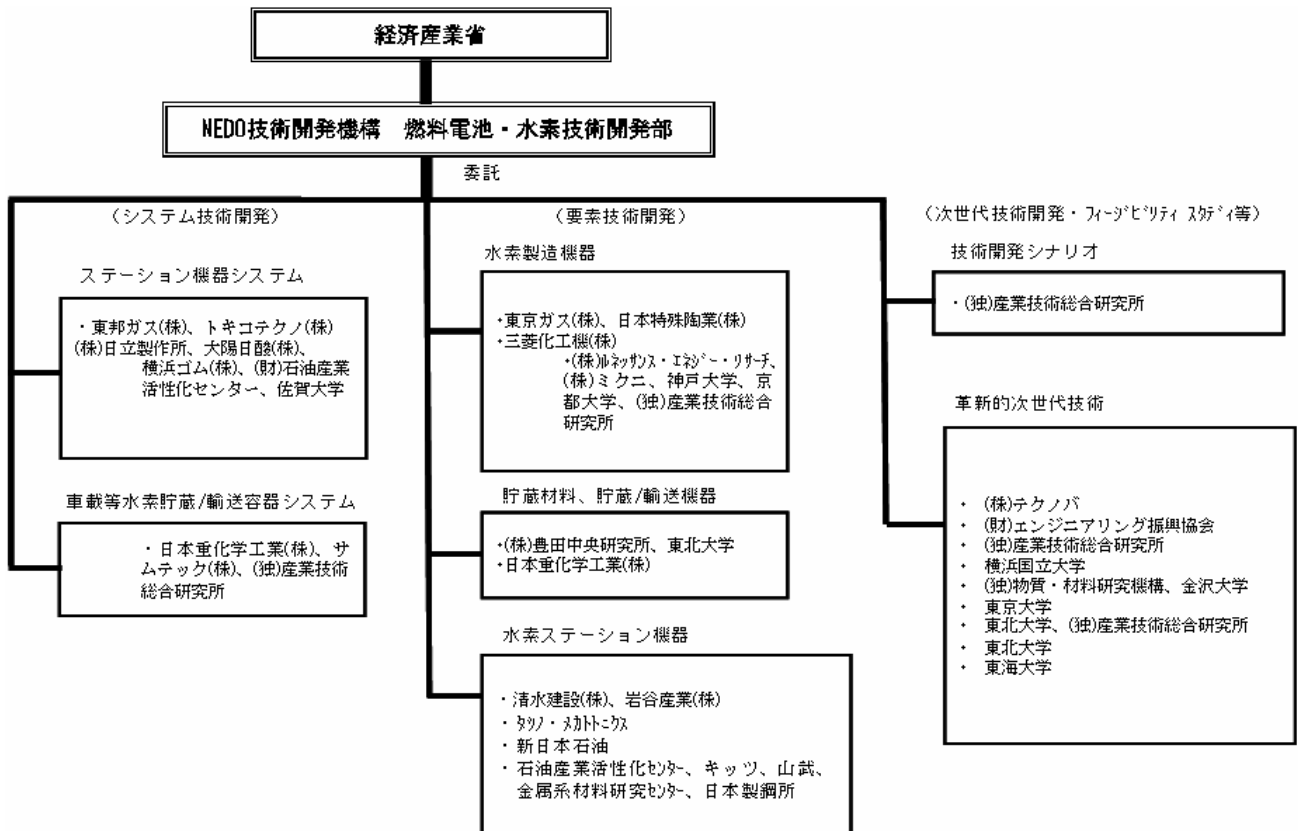 経済産業省
NEDO技術開発機構　燃料電池・水素技術開発部
委託
（システム技術開発）
ステーション機器システム
・東邦ガス(株)、トキコテクノ(株)
(株)日立製作所、大陽日酸(株)、
横浜ゴム(株)、(財)石油産業
活性化センター、佐賀大学
車載等水素貯蔵/輸送容器システム
・日本重化学工業(株)、サ
ムテック(株)、(独)産業技術
総合研究所
（要素技術開発）
水素製造機器
・東京ガス(株)、日本特殊陶業(株)
・三菱化工機(株)
・(株)ﾙﾈｯｻﾝｽ・ｴﾈｼﾞｰ・ﾘｻｰﾁ、
(株)ミクニ、神戸大学、京
都大学、(独)産業技術総合
研究所
貯蔵材料、貯蔵/輸送機器
・(株)豊田中央研究所、東北大学
・日本重化学工業(株)
水素ステーション機器
・清水建設(株)、岩谷産業(株)
・ﾀﾂﾉ・ﾒｶﾄﾆｸｽ
・新日本石油
・石油産業活性化ｾﾝﾀｰ、キッツ、山武、
金属系材料研究ｾﾝﾀｰ、日本製鋼所
（次世代技術開発・ﾌｨｰｼﾞﾋﾞﾘﾃｨ ｽﾀﾃﾞｨ等）
技術開発シナリオ
・(独)産業技術総合研究所
革新的次世代技術
・ (株)テクノバ
・ (財)エンジニアリング振興協会
・ (独)産業技術総合研究所
・ 横浜国立大学
・ (独)物質・材料研究機構、金沢大学
・ 東京大学
・ 東北大学、(独)産業技術総合研究所
・ 東北大学
・ 東海大学